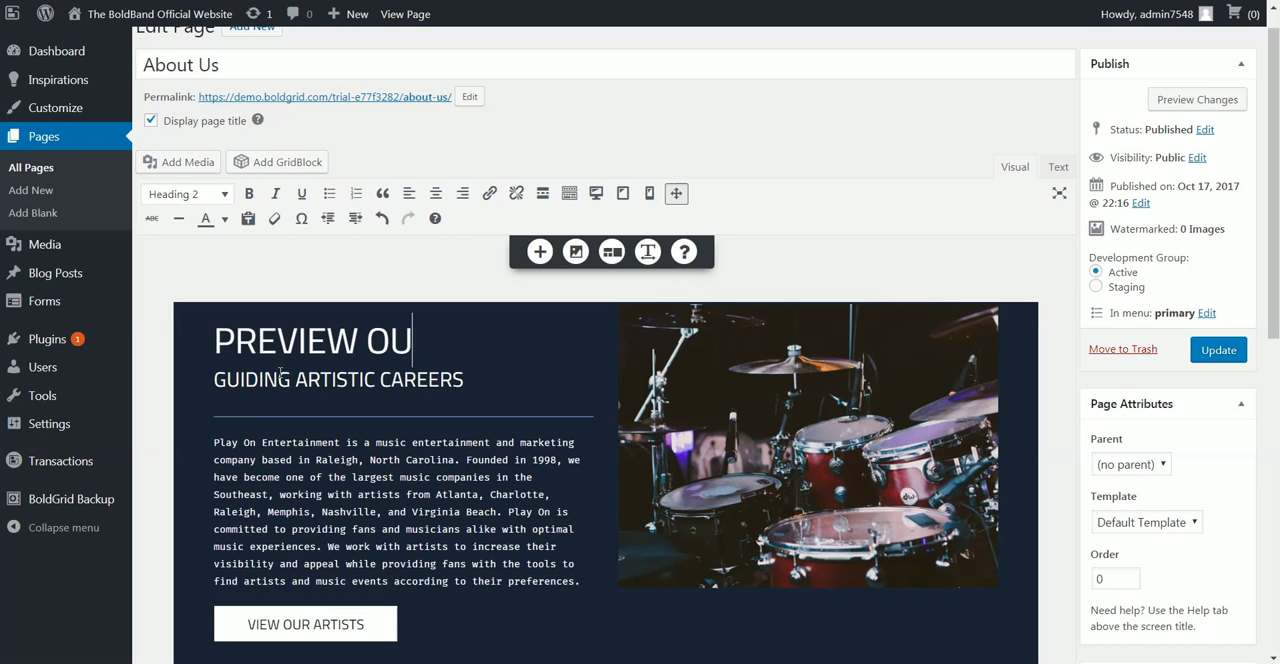 The BoldBand Official Website 1 0 New View Page Howdy, admin7548 (0)
Dashboard
Inspirations
Customize
Pages
All Pages
Add New
Add Blank
Media
Blog Posts
Forms
Plugins 1
Users
Tools
Settings
Transactions
BoldGrid Backup
Collapse menu
Edit Page Add New
About Us
Permalink: https://demo.boldgrid.com/trial-e77f3282/about-us/ Edit
Display page title ?
Add Media Add GridBlock
Visual Text
Heading 2 B I U
ABC A Ω ?
+ T ?
PREVIEW OU
GUIDING ARTISTIC CAREERS
Play On Entertainment is a music entertainment and marketing
company based in Raleigh, North Carolina. Founded in 1998, we
have become one of the largest music companies in the
Southeast, working with artists from Atlanta, Charlotte,
Raleigh, Memphis, Nashville, and Virginia Beach. Play On is
committed to providing fans and musicians alike with optimal
music experiences. We work with artists to increase their
visibility and appeal while providing fans with the tools to
find artists and music events according to their preferences.
VIEW OUR ARTISTS
Publish
Preview Changes
Status: Published Edit
Visibility: Public Edit
Published on: Oct 17, 2017
@ 22:16 Edit
Watermarked: 0 Images
Development Group:
Active
Staging
In menu: primary Edit
Move to Trash Update
Page Attributes
Parent
(no parent)
Template
Default Template
Order
0
Need help? Use the Help tab
above the screen title.